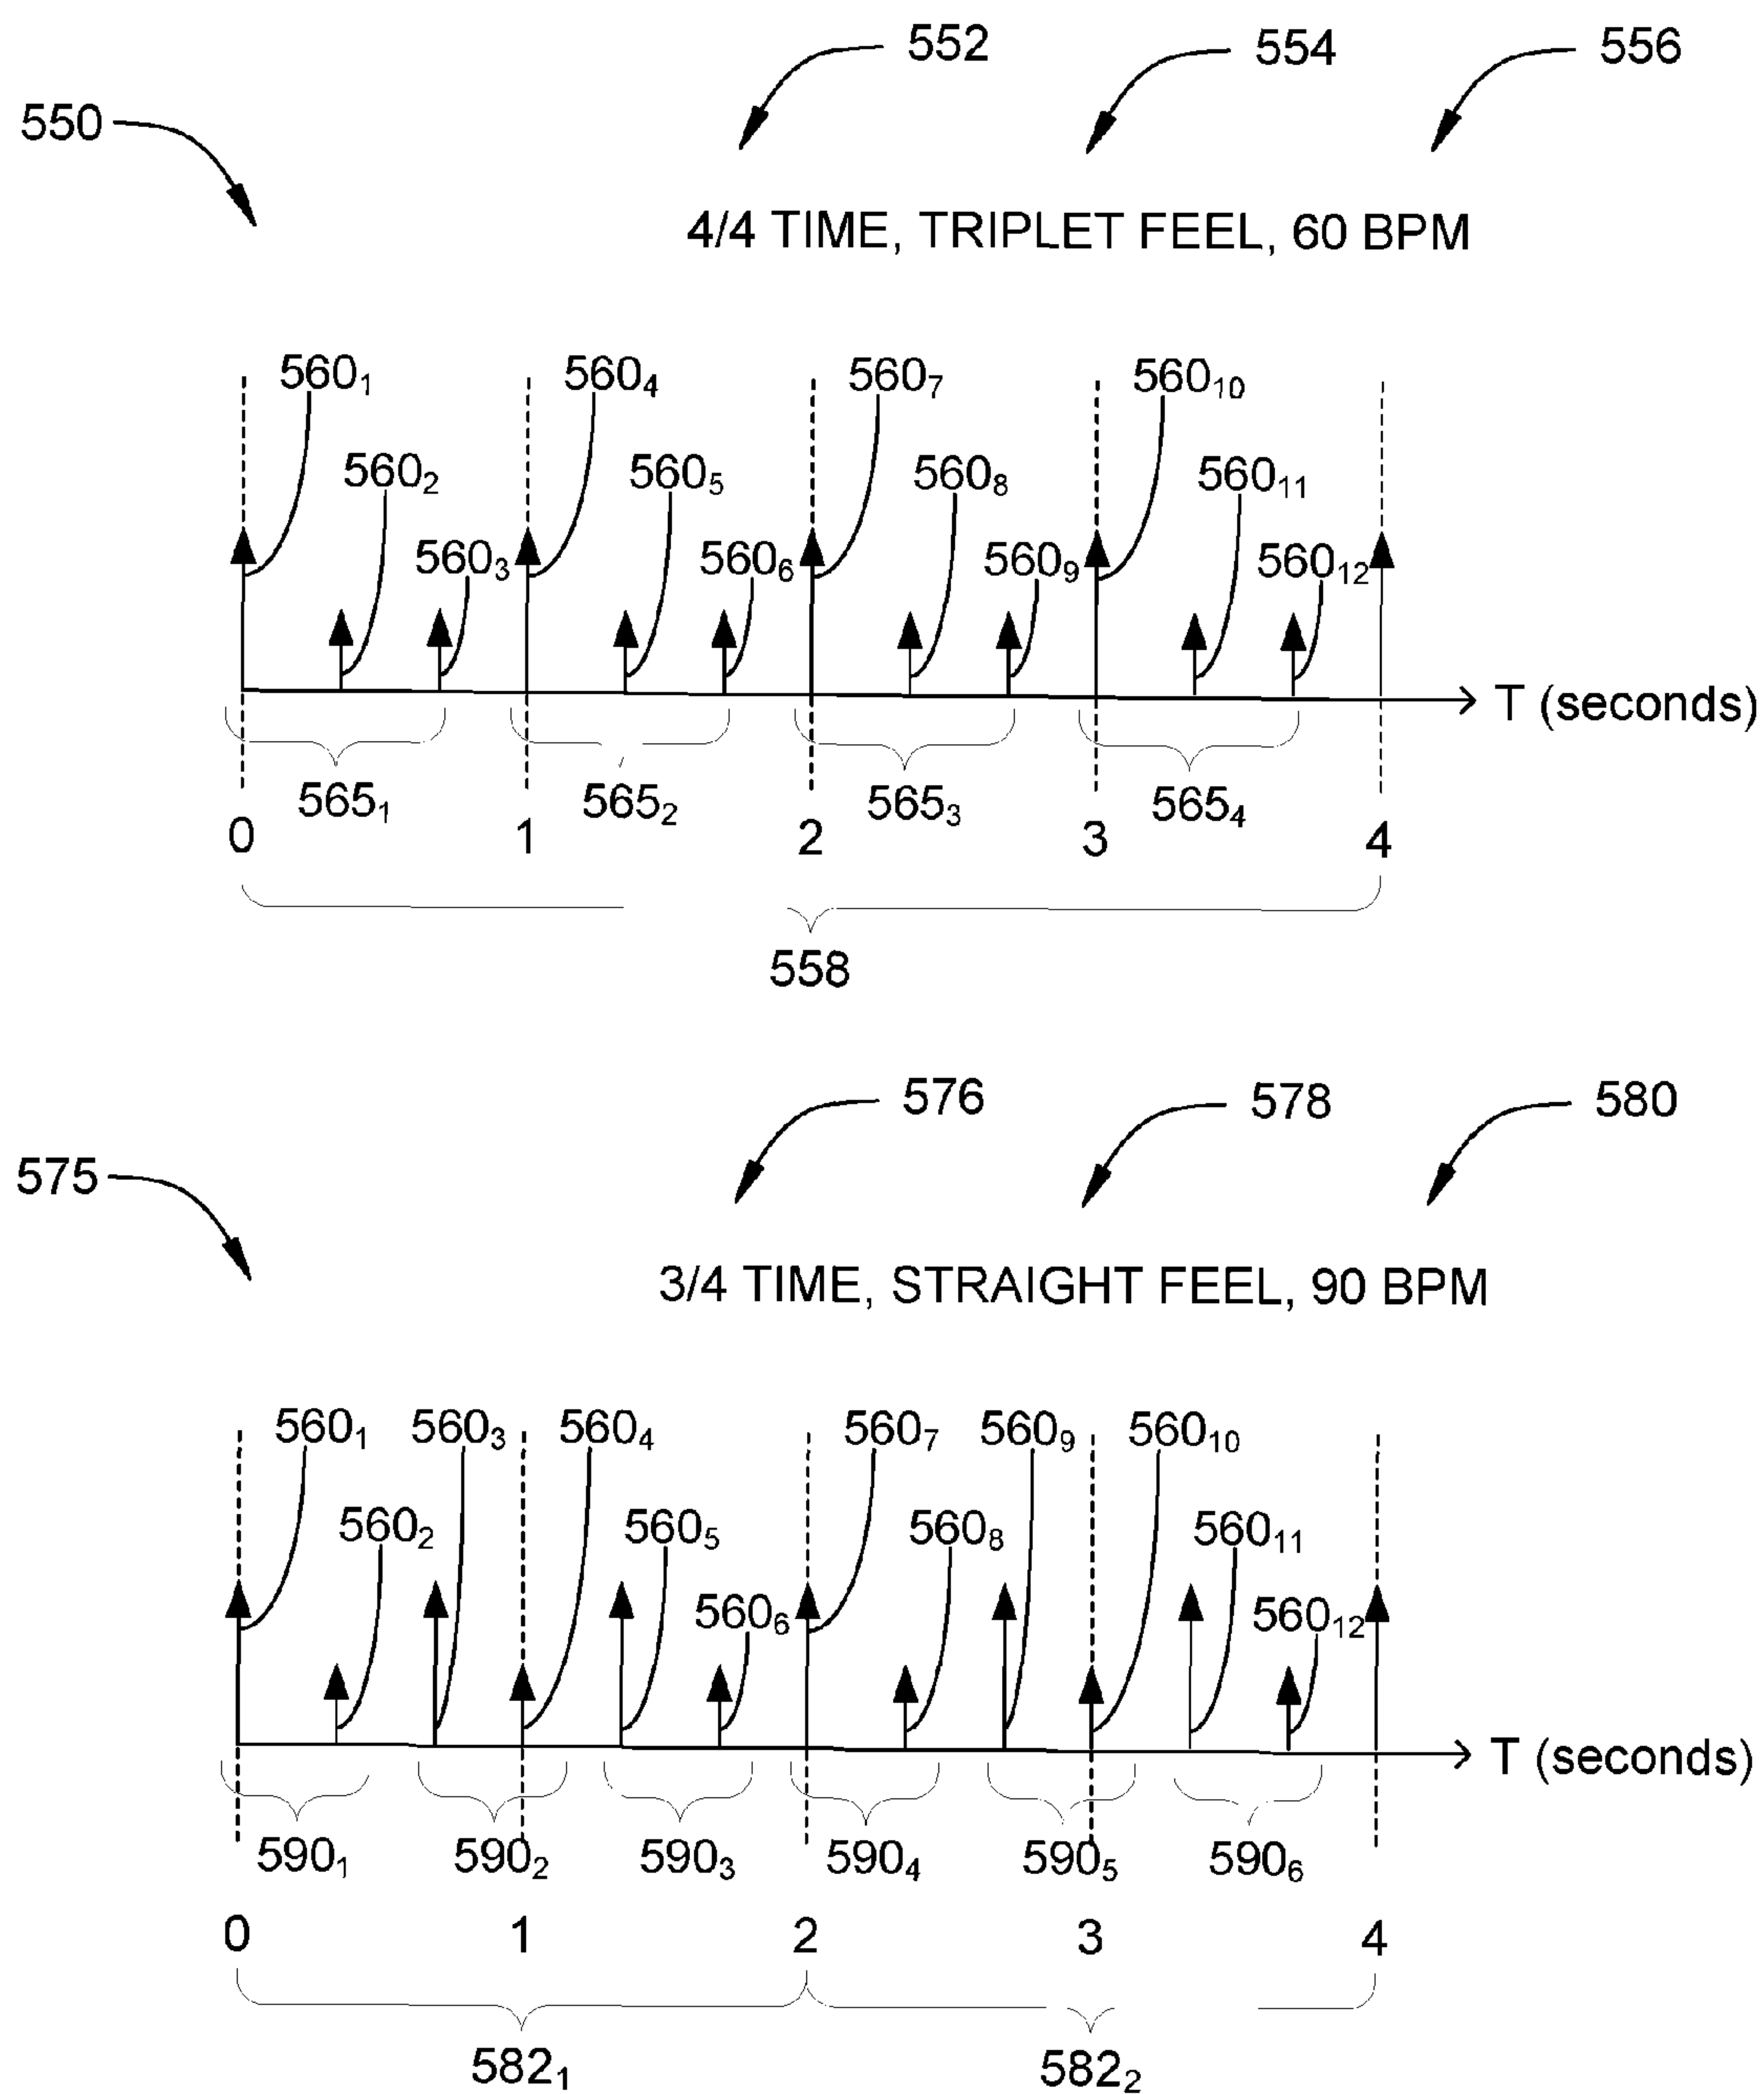 552 554 556
550
4/4 TIME, TRIPLET FEEL, 60 BPM
560₁ 560₄ 560₇ 560₁₀
560₂ 560₅ 560₈ 560₁₁
560₃ 560₆ 560₉ 560₁₂
T (seconds)
565₁ 565₂ 565₃ 565₄
0 1 2 3 4
558
576 578 580
575
3/4 TIME, STRAIGHT FEEL, 90 BPM
560₁ 560₃ 560₄ 560₇ 560₉ 560₁₀
560₂ 560₅ 560₈ 560₁₁
560₆ 560₁₂
T (seconds)
590₁ 590₂ 590₃ 590₄ 590₅ 590₆
0 1 2 3 4
582₁ 582₂